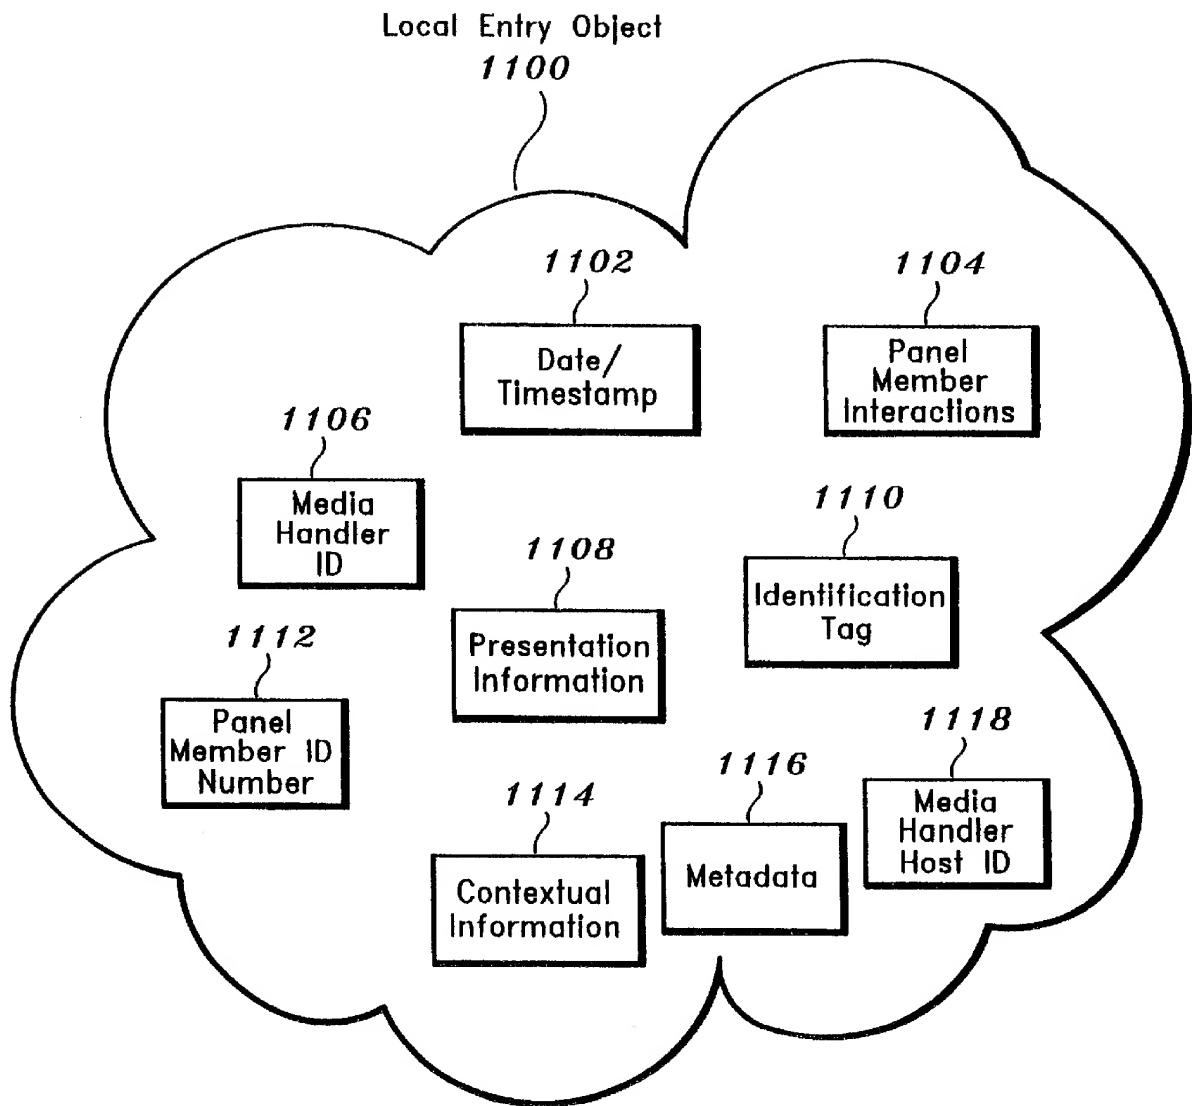 Local Entry Object
1100
1102
Date/
Timestamp
1104
Panel
Member
Interactions
1106
Media
Handler
ID
1108
Presentation
Information
1110
Identification
Tag
1112
Panel
Member ID
Number
1114
Contextual
Information
1116
Metadata
1118
Media
Handler
Host ID